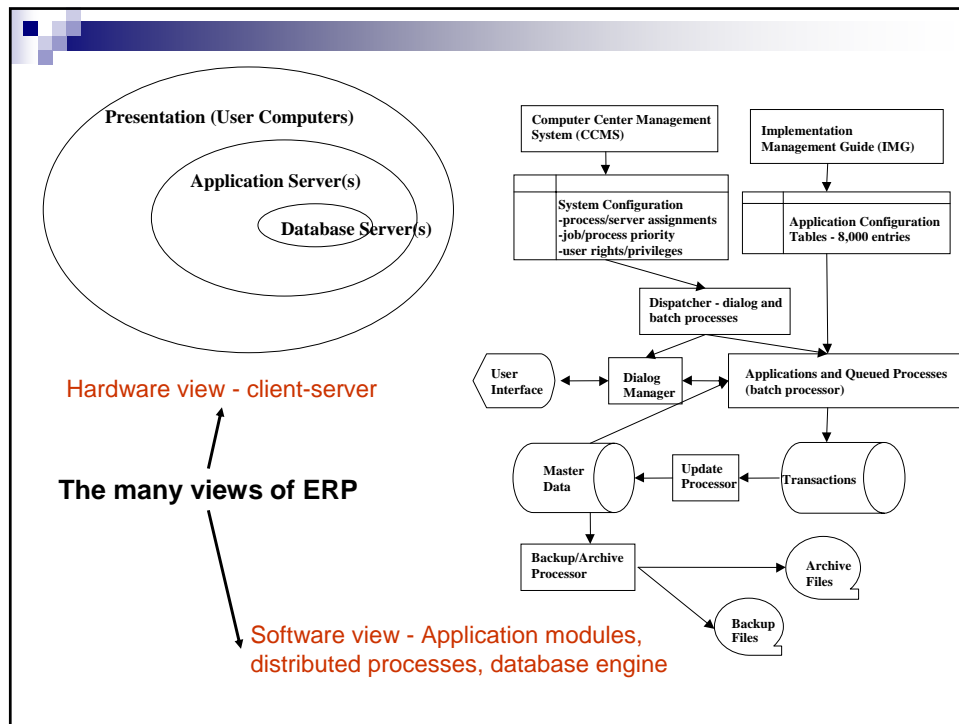 Presentation (User Computers)
Application Server(s)
Database Server(s)
Hardware view - client-server
The many views of ERP
Software view - Application modules,
distributed processes, database engine
Computer Center Management
System (CCMS)
Implementation
Management Guide (IMG)
System Configuration
-process/server assignments
-job/process priority
-user rights/privileges
Application Configuration
Tables - 8,000 entries
Dispatcher - dialog and
batch processes
User
Interface
Dialog
Manager
Applications and Queued Processes
(batch processor)
Master
Data
Update
Processor
Transactions
Backup/Archive
Processor
Archive
Files
Backup
Files